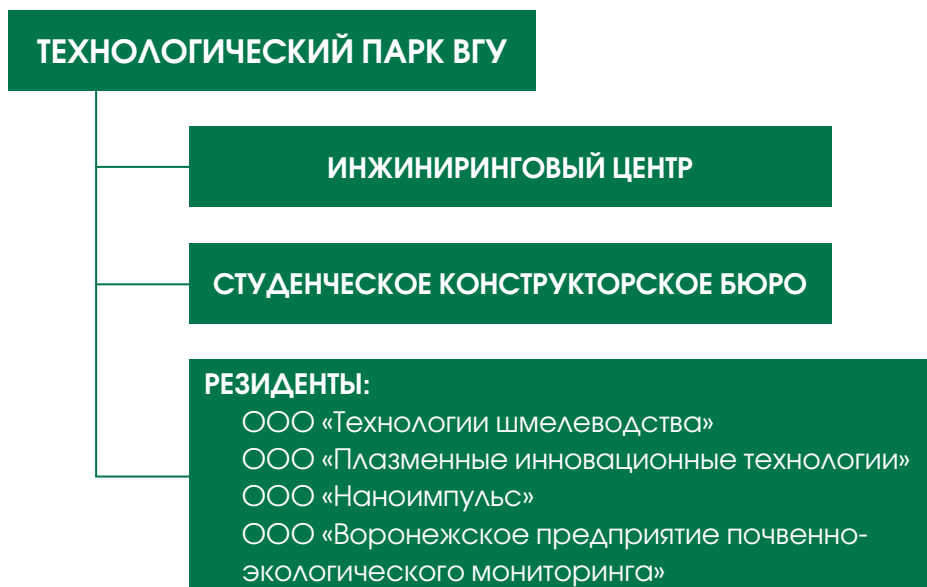 ТЕХНОЛОГИЧЕСКИЙ ПАРК ВГУ
ИНЖИНИРИНГОВЫЙ ЦЕНТР
СТУДЕНЧЕСКОЕ КОНСТРУКТОРСКОЕ БЮРО
РЕЗИДЕНТЫ:
ООО «Технологии шмелеводства»
ООО «Плазменные инновационные технологии»
ООО «Наноимпульс»
ООО «Воронежское предприятие почвенно-
экологического мониторинга»